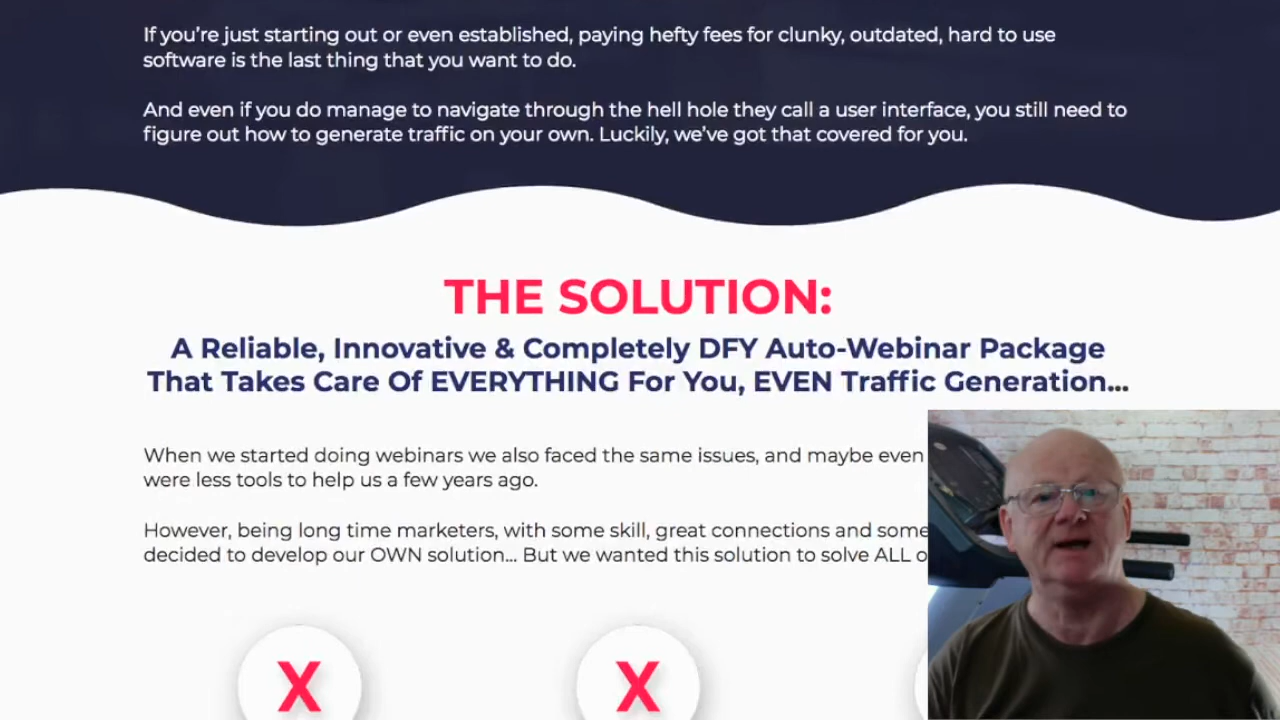 If you're just starting out or even established, paying hefty fees for clunky, outdated, hard to use
software is the last thing that you want to do.
And even if you do manage to navigate through the hell hole they call a user interface, you still need to
figure out how to generate traffic on your own. Luckily, we've got that covered for you.
THE SOLUTION:
A Reliable, Innovative & Completely DFY Auto-Webinar Package
That Takes Care Of EVERYTHING For You, EVEN Traffic Generation...
When we started doing webinars we also faced the same issues, and maybe even
were less tools to help us a few years ago.
However, being long time marketers, with some skill, great connections and some
decided to develop our OWN solution... But we wanted this solution to solve ALL
X X